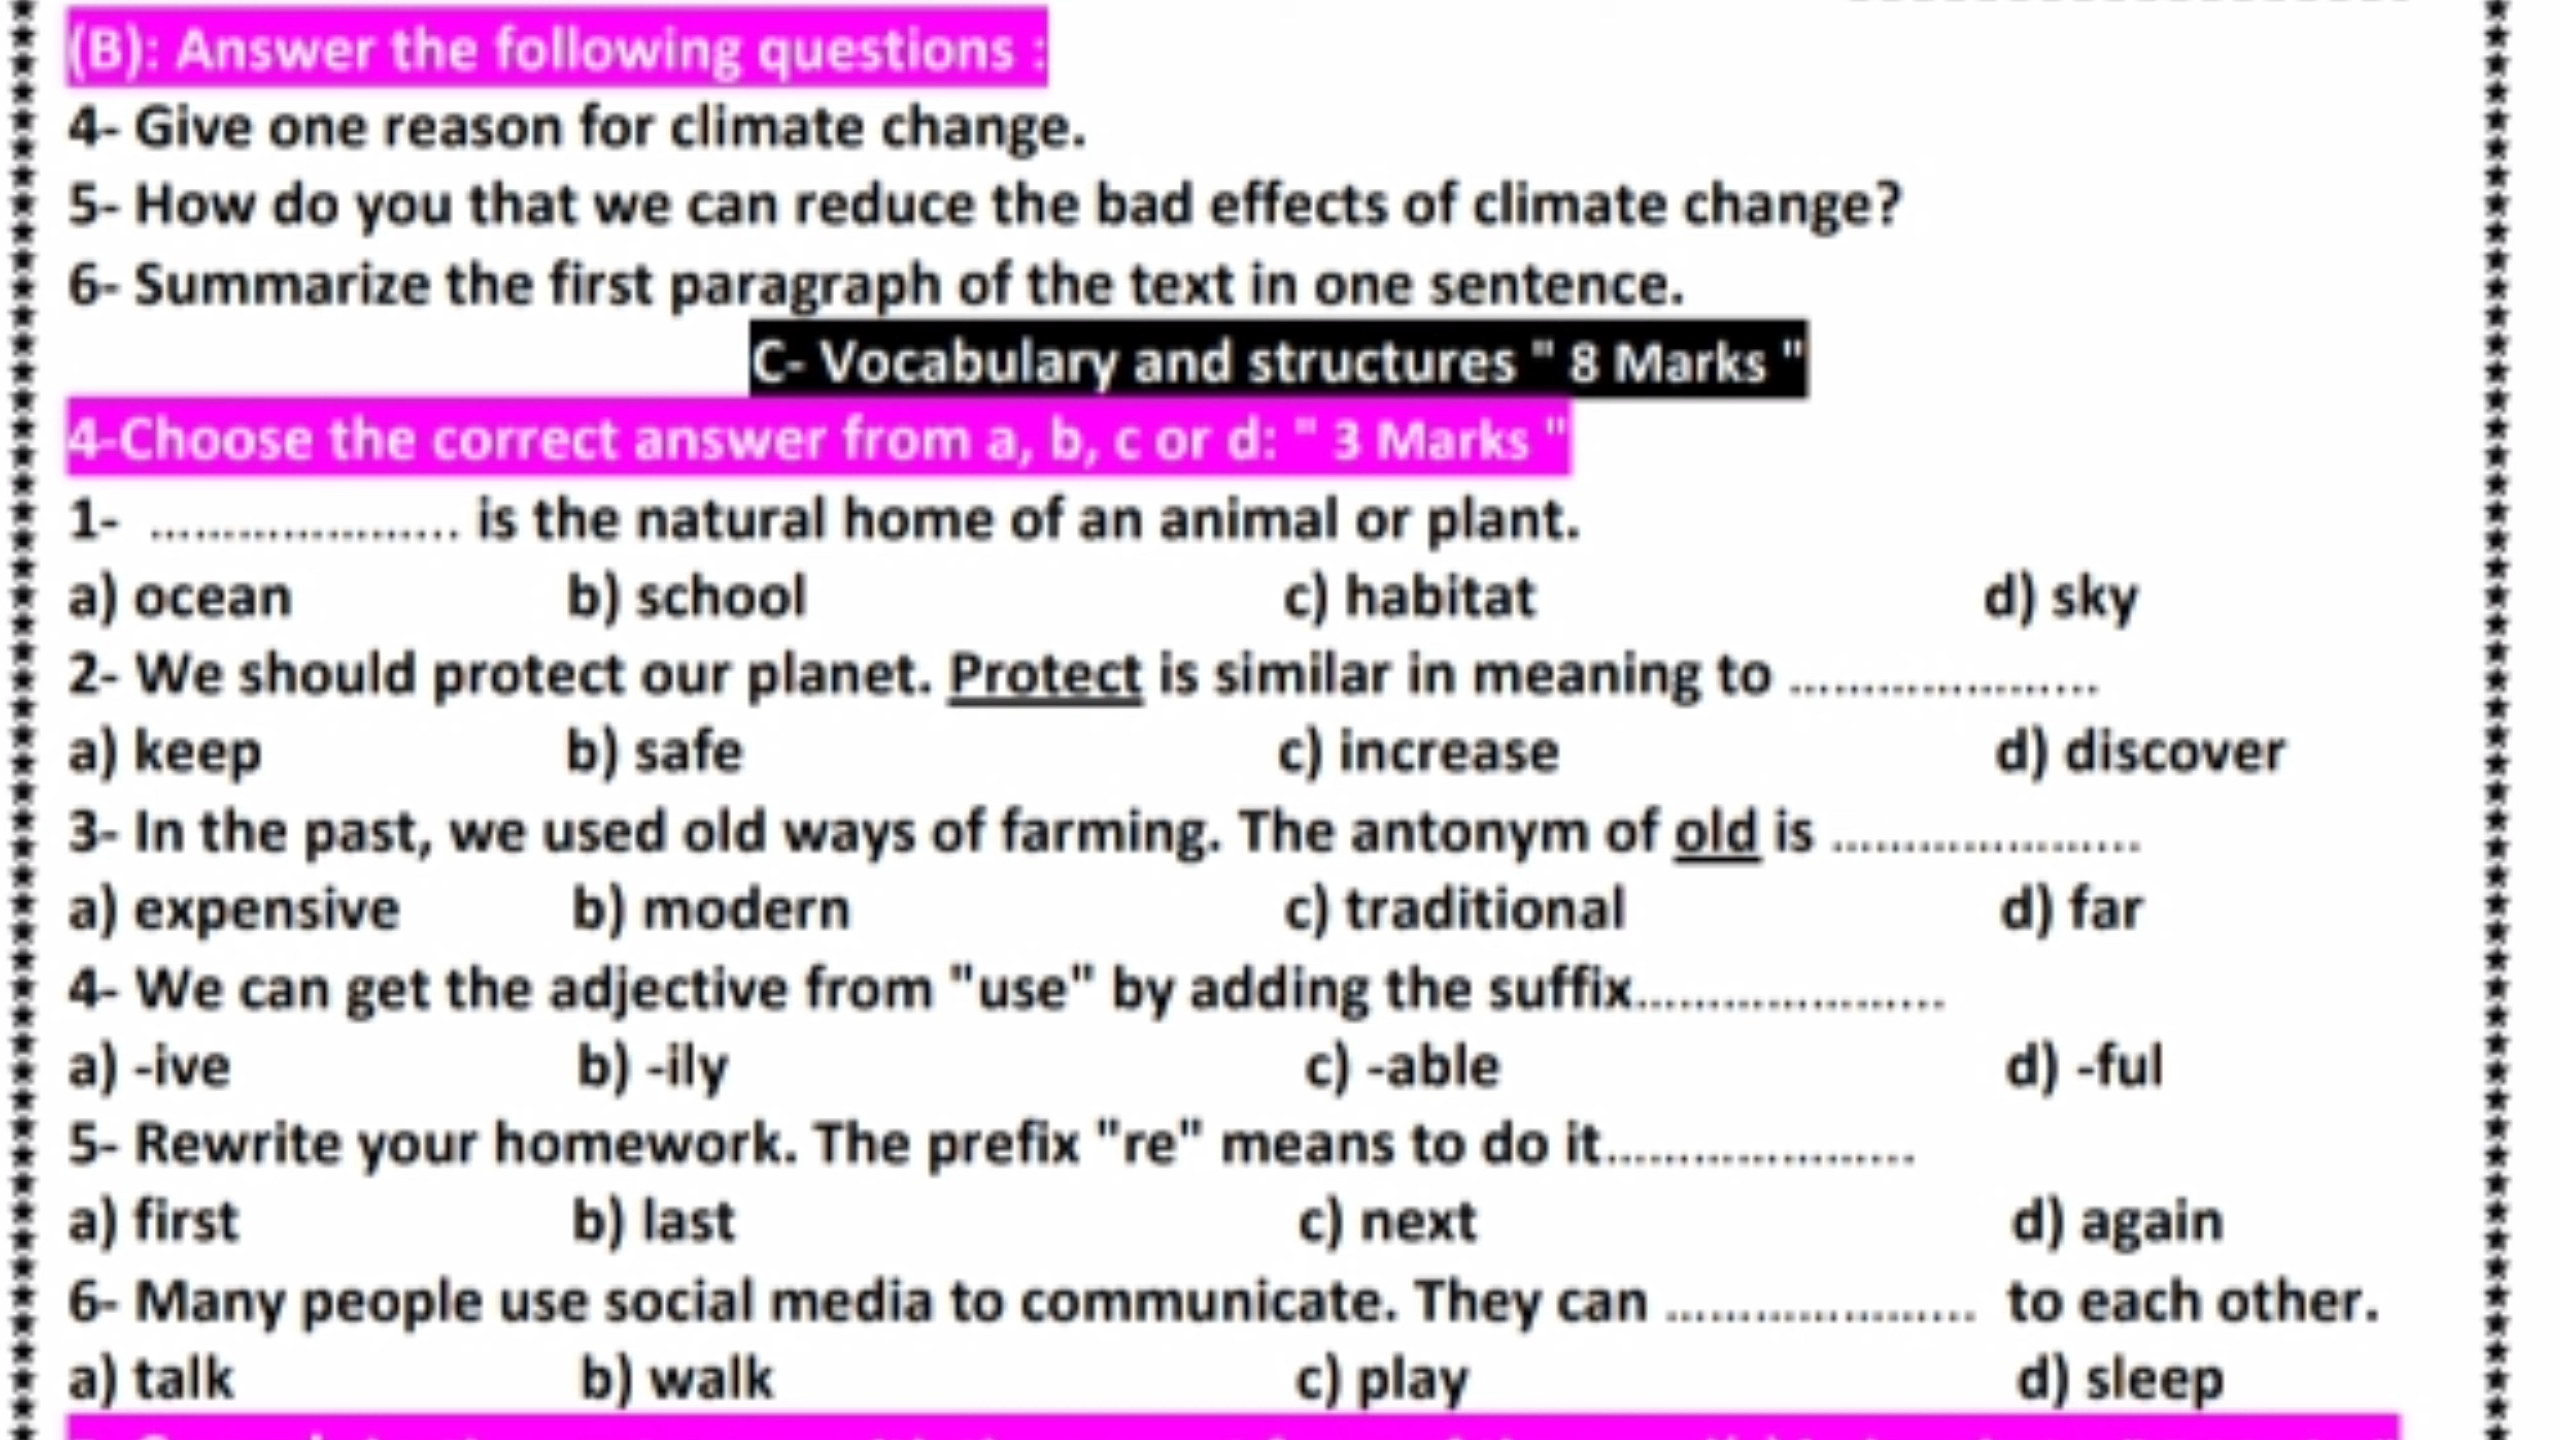 (B): Answer the following questions :
4- Give one reason for climate change.
5- How do you that we can reduce the bad effects of climate change?
6- Summarize the first paragraph of the text in one sentence.
C- Vocabulary and structures " 8 Marks "
4-Choose the correct answer from a, b, c or d: " 3 Marks "
1- ..................... is the natural home of an animal or plant.
a) ocean b) school c) habitat d) sky
2- We should protect our planet. Protect is similar in meaning to .....................
a) keep b) safe c) increase d) discover
3- In the past, we used old ways of farming. The antonym of old is .....................
a) expensive b) modern c) traditional d) far
4- We can get the adjective from "use" by adding the suffix.....................
a) -ive b) -ily c) -able d) -ful
5- Rewrite your homework. The prefix "re" means to do it.....................
a) first b) last c) next d) again
6- Many people use social media to communicate. They can ..................... to each other.
a) talk b) walk c) play d) sleep